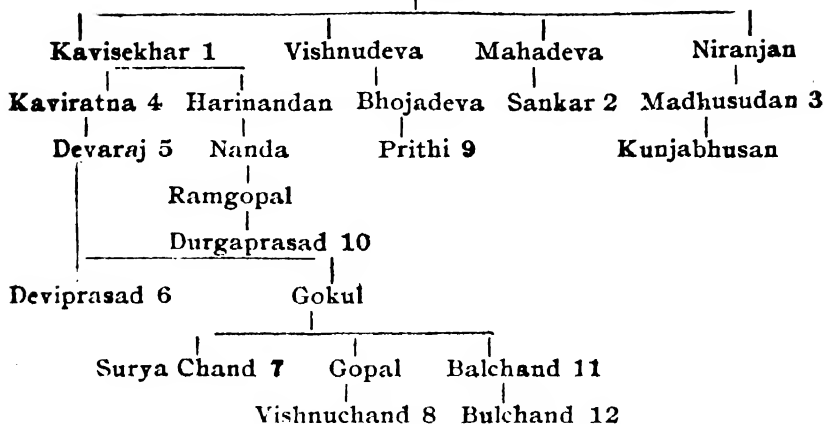 Kavisekhar 1 Vishnudeva Mahadeva Niranjan
Kaviratna 4 Harinandan Bhojadeva Sankar 2 Madhusudan 3
Devaraj 5 Nanda Prithi 9 Kunjabhusan
Ramgopal
Durgaprasad 10
Deviprasad 6 Gokul
Surya Chand 7 Gopal Balchand 11
Vishnuchand 8 Bulchand 12